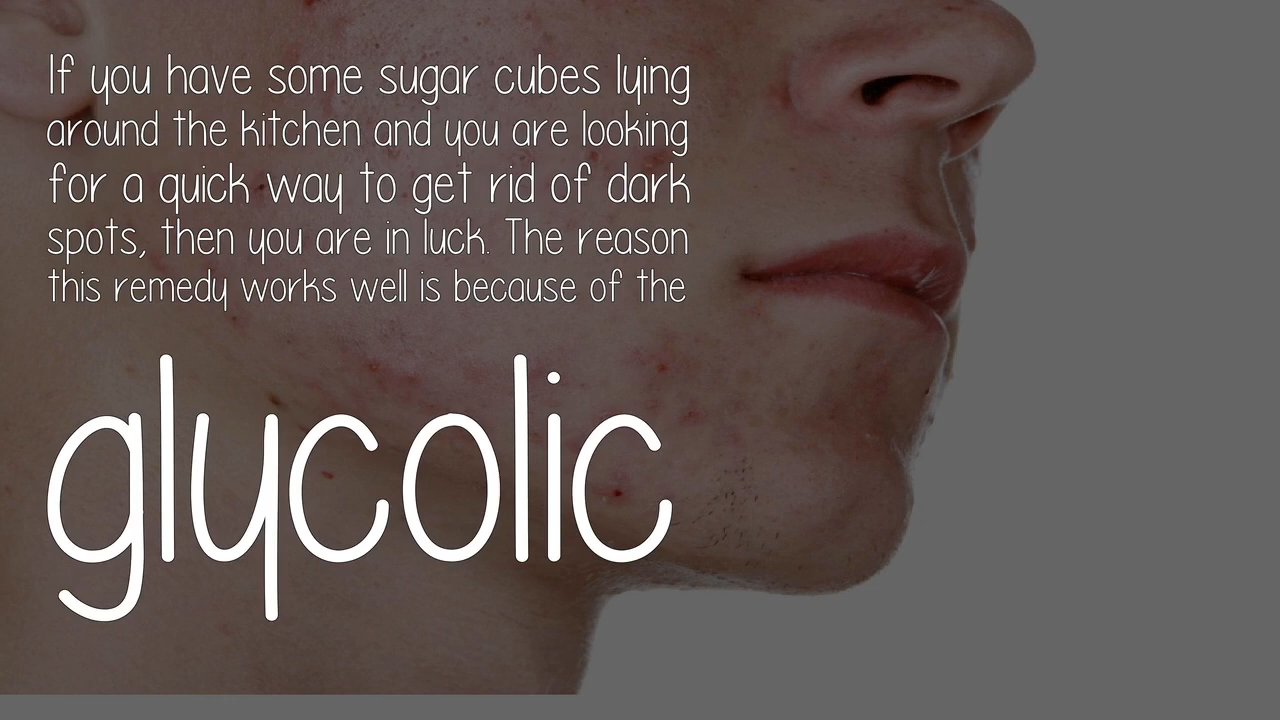 If you have some sugar cubes lying
around the kitchen and you are looking
for a quick way to get rid of dark
spots, then you are in luck. The reason
this remedy works well is because of the
glycolic